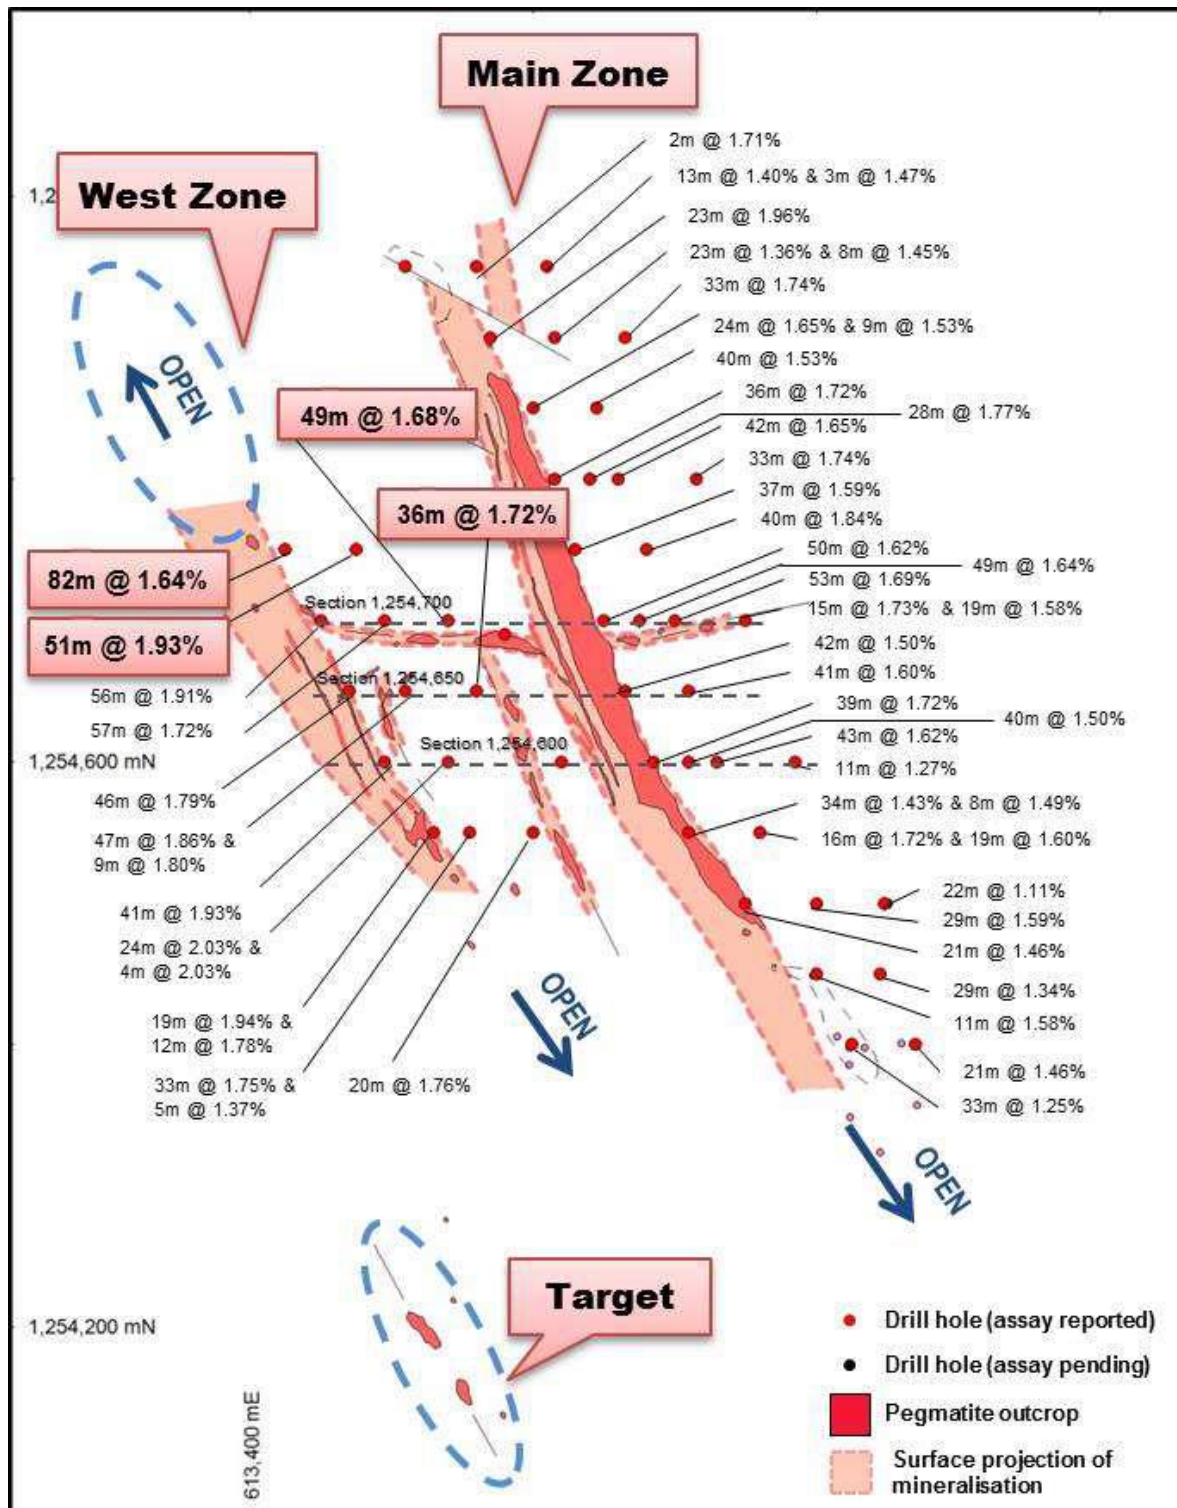 Main Zone
West Zone
1,2
2m @ 1.71%
13m @ 1.40% & 3m @ 1.47%
23m @ 1.96%
23m @ 1.36% & 8m @ 1.45%
33m @ 1.74%
24m @ 1.65% & 9m @ 1.53%
40m @ 1.53%
36m @ 1.72%
28m @ 1.77%
42m @ 1.65%
33m @ 1.74%
37m @ 1.59%
40m @ 1.84%
50m @ 1.62%
49m @ 1.64%
53m @ 1.69%
15m @ 1.73% & 19m @ 1.58%
42m @ 1.50%
41m @ 1.60%
39m @ 1.72%
40m @ 1.50%
43m @ 1.62%
11m @ 1.27%
34m @ 1.43% & 8m @ 1.49%
16m @ 1.72% & 19m @ 1.60%
22m @ 1.11%
29m @ 1.59%
21m @ 1.46%
29m @ 1.34%
11m @ 1.58%
21m @ 1.46%
33m @ 1.25%
OPEN
49m @ 1.68%
36m @ 1.72%
82m @ 1.64%
51m @ 1.93%
Section 1,254,700
Section 1,254,650
Section 1,254,600
56m @ 1.91%
57m @ 1.72%
1,254,600 mN
46m @ 1.79%
47m @ 1.86% &
9m @ 1.80%
41m @ 1.93%
24m @ 2.03% &
4m @ 2.03%
19m @ 1.94% &
12m @ 1.78%
33m @ 1.75% &
5m @ 1.37%
20m @ 1.76%
OPEN
OPEN
Target
1,254,200 mN
613,400 mE
Drill hole (assay reported)
Drill hole (assay pending)
Pegmatite outcrop
Surface projection of
mineralisation